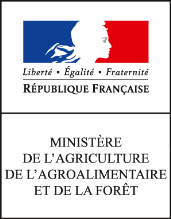 Liberté • Égalité • Fraternité
RÉPUBLIQUE FRANÇAISE
MINISTÈRE
DE L'AGRICULTURE
DE L'AGROALIMENTAIRE
ET DE LA FORÊT